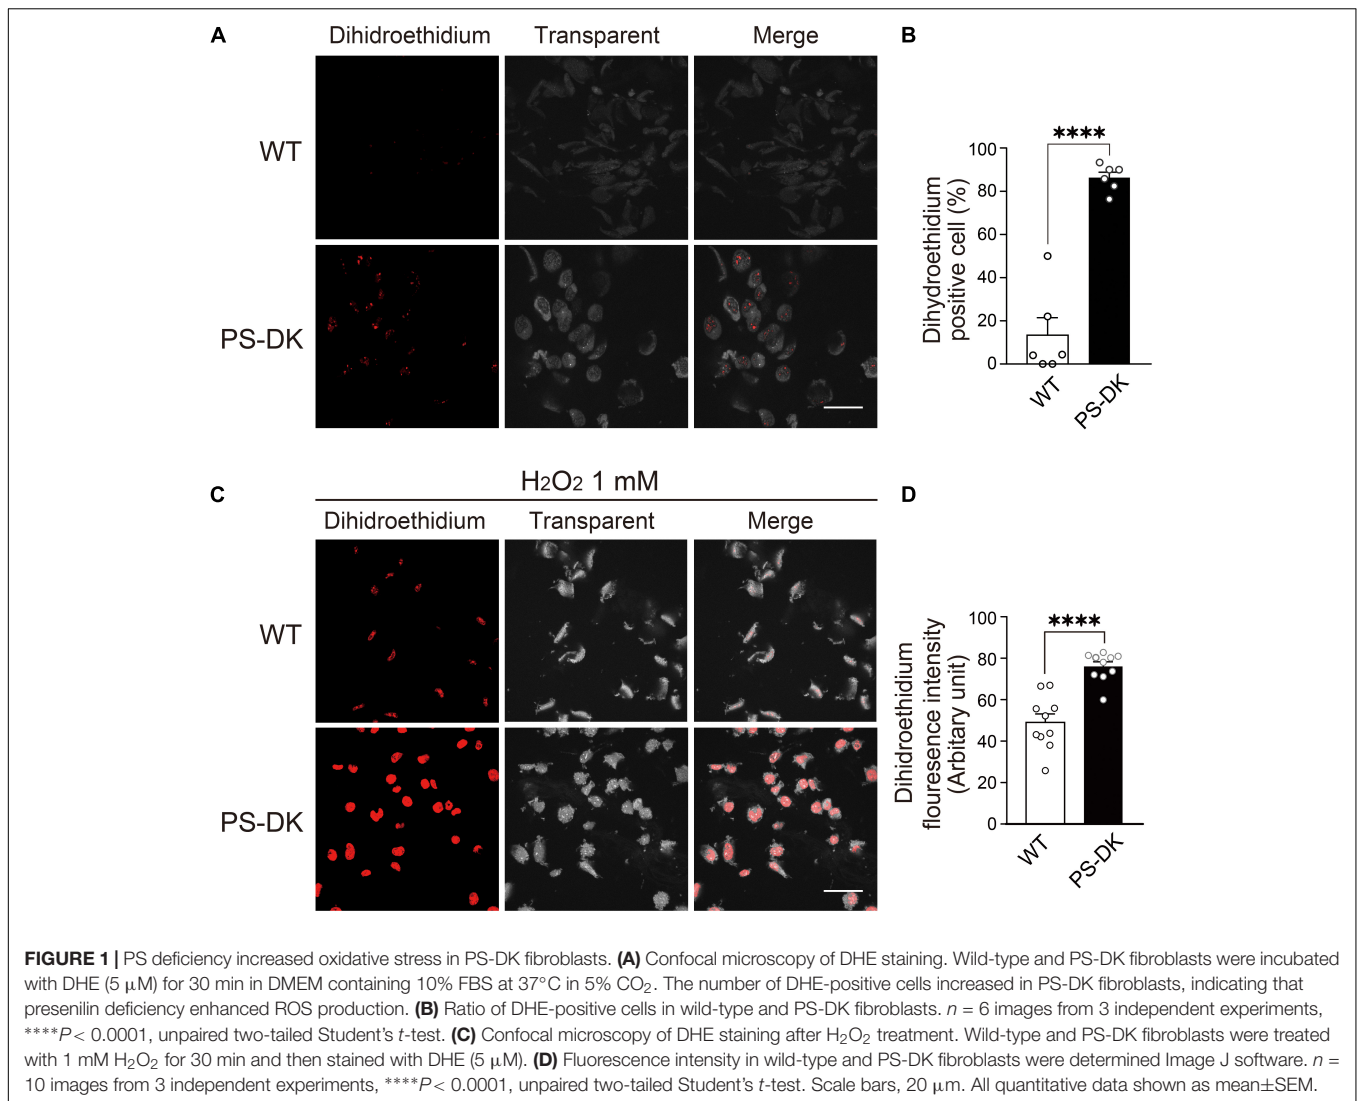 A
Dihidroethidium
Transparent
Merge
WT
PS-DK
B
Dihydroethidium
positive cell (%)
100
80
60
40
20
0
****
WT
PS-DK
C
H2O2 1 mM
Dihidroethidium
Transparent
Merge
WT
PS-DK
D
Dihidroethidium
flouresence intensity
(Arbitary unit)
100
80
60
40
20
0
****
WT
PS-DK
FIGURE 1 | PS deficiency increased oxidative stress in PS-DK fibroblasts. (A) Confocal microscopy of DHE staining. Wild-type and PS-DK fibroblasts were incubated
with DHE (5 μM) for 30 min in DMEM containing 10% FBS at 37°C in 5% CO2. The number of DHE-positive cells increased in PS-DK fibroblasts, indicating that
presenilin deficiency enhanced ROS production. (B) Ratio of DHE-positive cells in wild-type and PS-DK fibroblasts. n = 6 images from 3 independent experiments,
****P < 0.0001, unpaired two-tailed Student's t-test. (C) Confocal microscopy of DHE staining after H2O2 treatment. Wild-type and PS-DK fibroblasts were treated
with 1 mM H2O2 for 30 min and then stained with DHE (5 μM). (D) Fluorescence intensity in wild-type and PS-DK fibroblasts were determined Image J software. n =
10 images from 3 independent experiments, ****P < 0.0001, unpaired two-tailed Student's t-test. Scale bars, 20 μm. All quantitative data shown as mean±SEM.